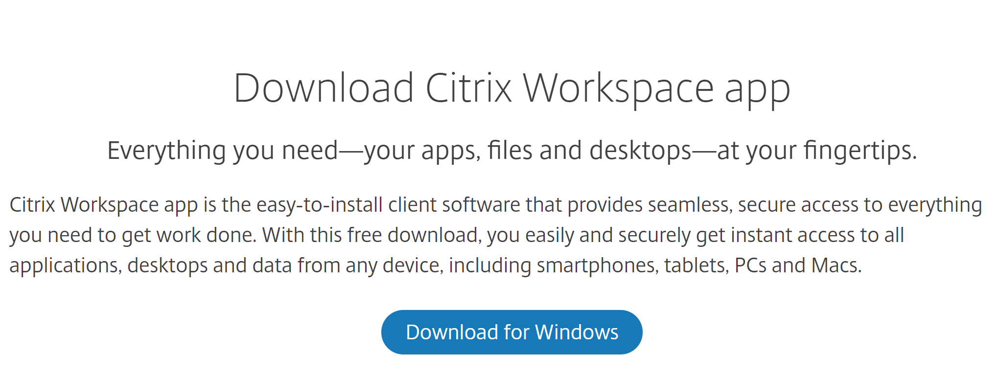 Download Citrix Workspace app
Everything you need—your apps, files and desktops—at your fingertips.
Citrix Workspace app is the easy-to-install client software that provides seamless, secure access to everything
you need to get work done. With this free download, you easily and securely get instant access to all
applications, desktops and data from any device, including smartphones, tablets, PCs and Macs.
Download for Windows